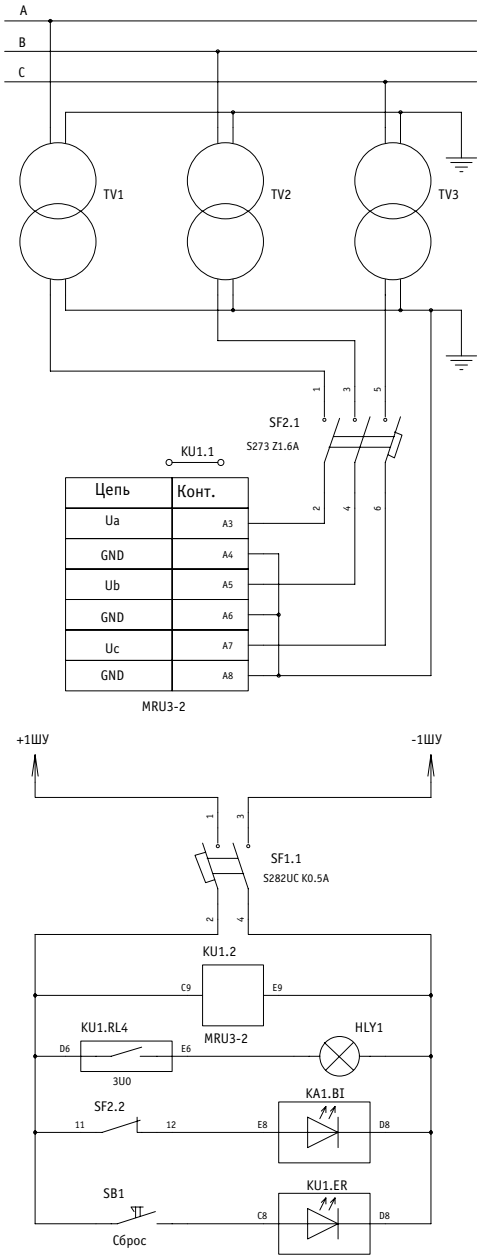 A
B
C
TV1
TV2
TV3
1
3
5
SF2.1
S273 Z1.6A
KU1.1
2
4
6
Цепь Конт.
Ua A3
GND A4
Ub A5
GND A6
Uc A7
GND A8
MRU3-2
+1ШУ
-1ШУ
1
3
SF1.1
S282UC K0.5A
2
4
KU1.2
C9
E9
MRU3-2
KU1.RL4
HLY1
D6
E6
3U0
SF2.2
KA1.BI
11
12
E8
D8
SB1
KU1.ER
C8
D8
Сброс